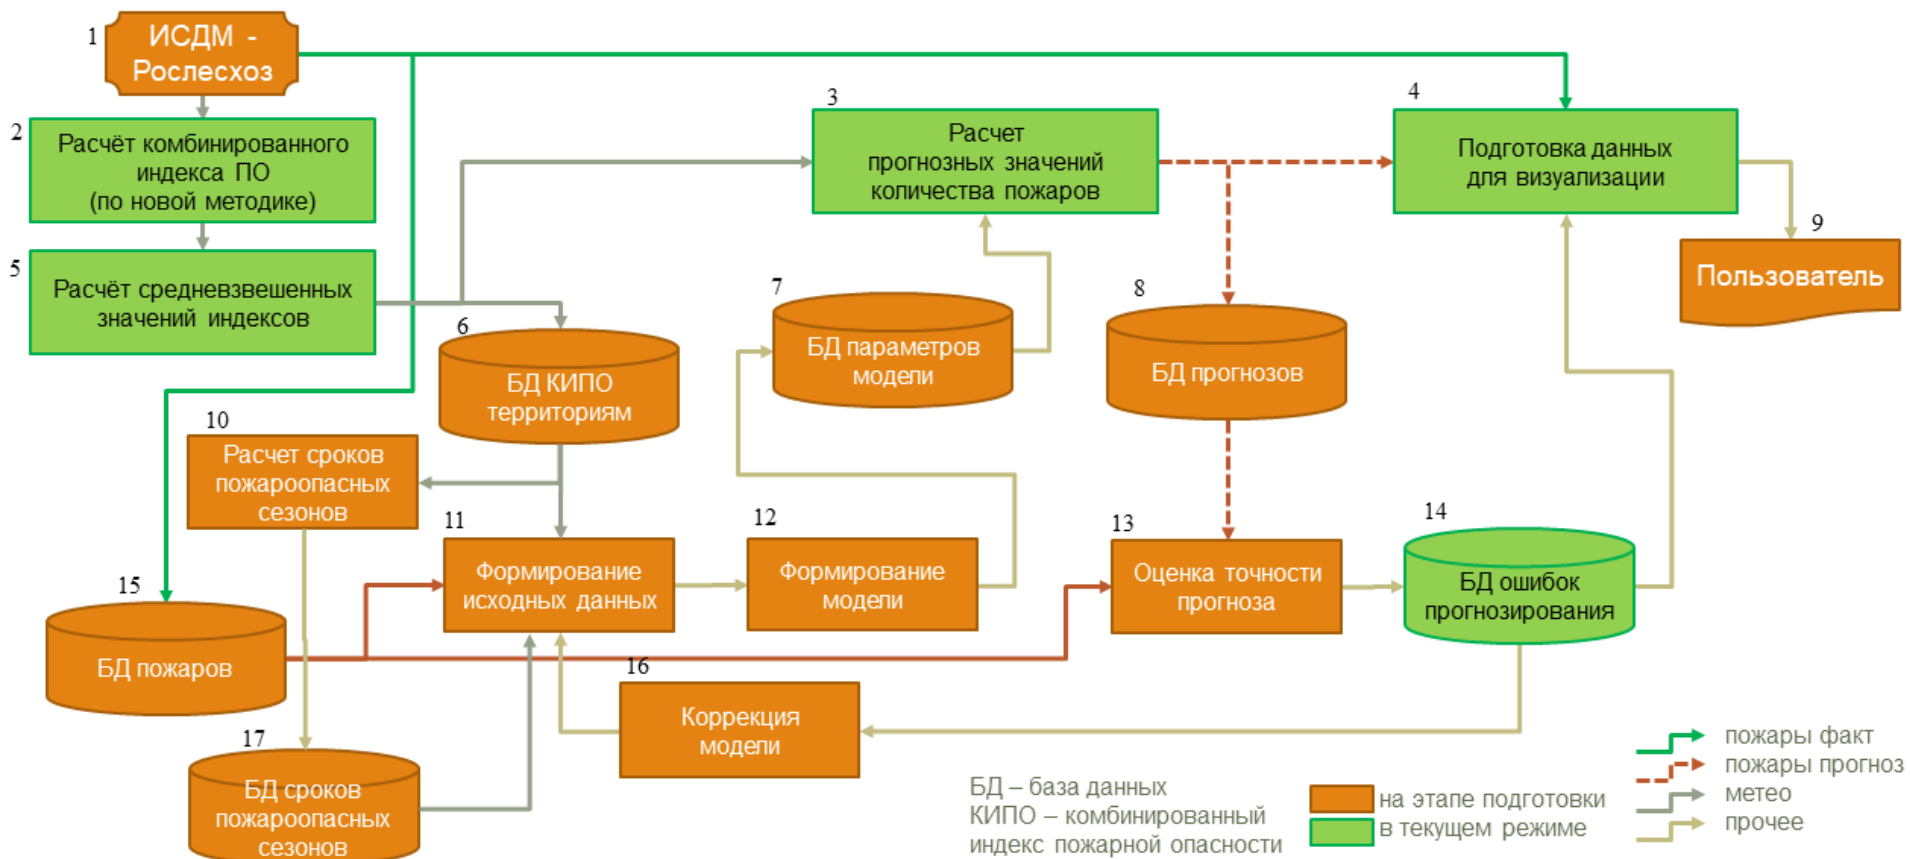 1
ИСДМ -
Рослесхоз
2
Расчёт комбинированного
индекса ПО
(по новой методике)
3
Расчет
прогнозных значений
количества пожаров
4
Подготовка данных
для визуализации
5
Расчёт средневзвешенных
значений индексов
6
БД КИПО
территориям
7
БД параметров
модели
8
БД прогнозов
9
Пользователь
10
Расчет сроков
пожароопасных
сезонов
11
Формирование
исходных данных
12
Формирование
модели
13
Оценка точности
прогноза
14
БД ошибок
прогнозирования
15
БД пожаров
16
Коррекция
модели
17
БД сроков
пожароопасных
сезонов
БД – база данных
КИПО – комбинированный
индекс пожарной опасности
на этапе подготовки
в текущем режиме
пожары факт
пожары прогноз
метео
прочее